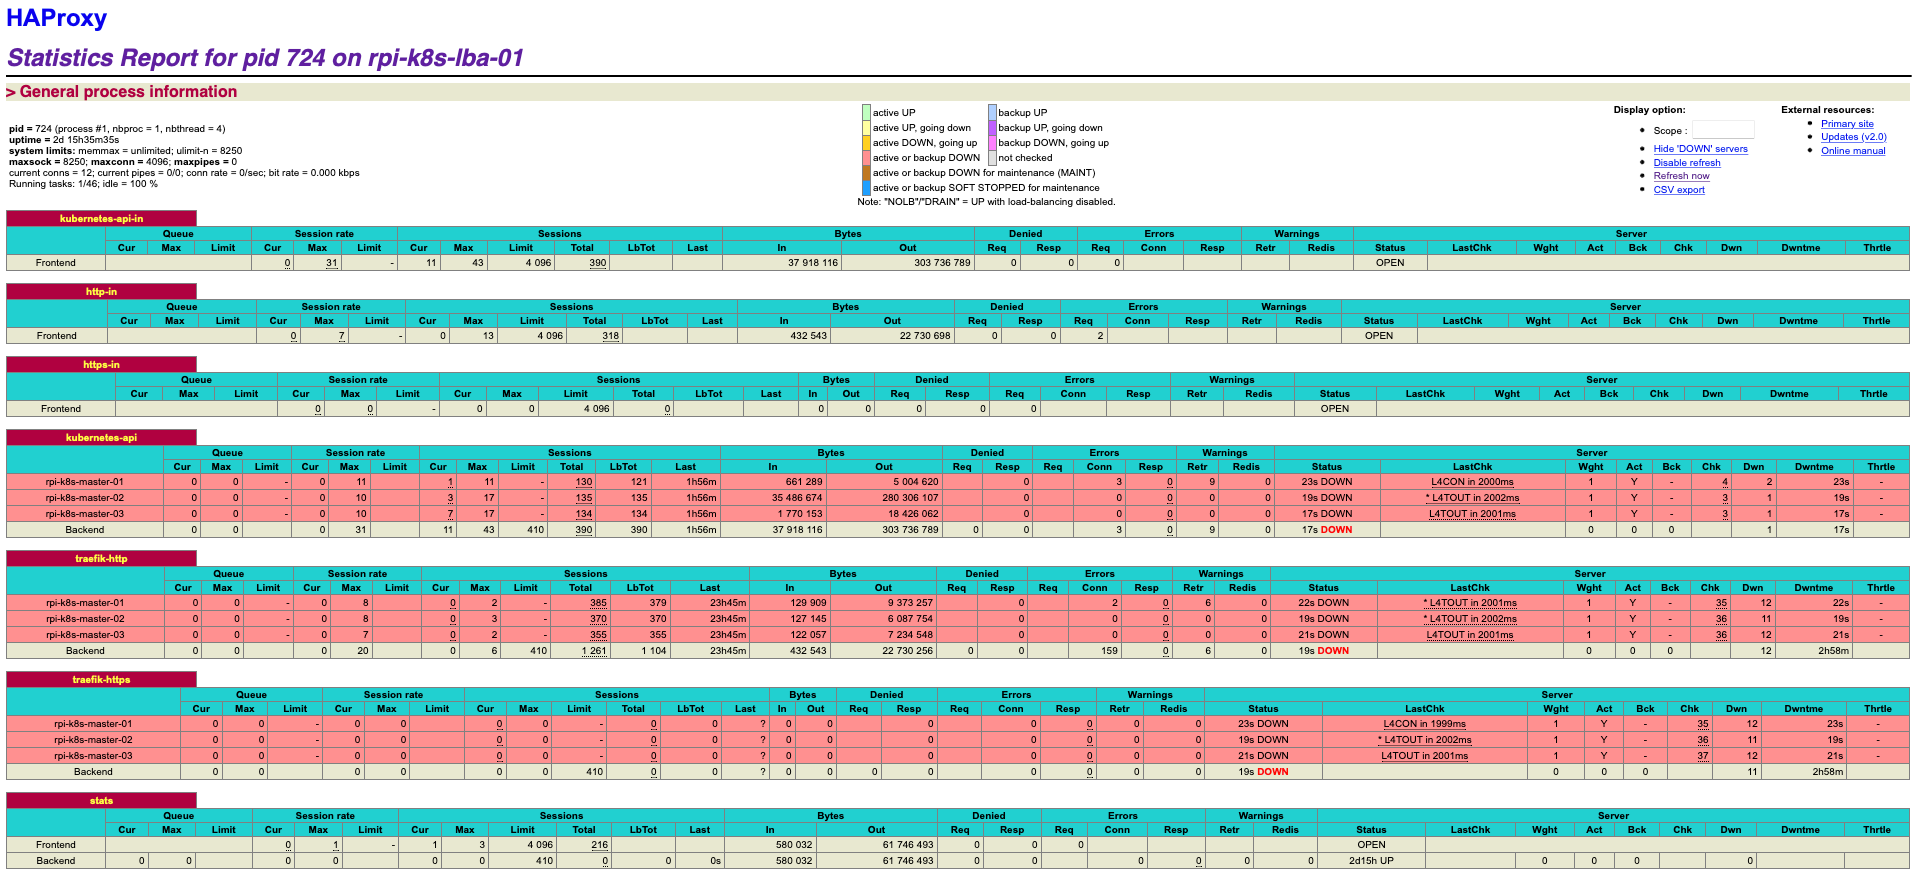 HAProxy
Statistics Report for pid 724 on rpi-k8s-lba-01
> General process information
pid = 724 (process #1, nbproc = 1, nbthread = 4)
uptime = 2d 15h35m35s
system limits: memmax = unlimited; ulimit-n = 8250
maxsock = 8250; maxconn = 4096; maxpipes = 0
current conns = 12; current pipes = 0/0; conn rate = 0/sec; bit rate = 0.000 kbps
Running tasks: 1/46; idle = 100 %
active UP backup UP
active UP, going down backup UP, going down
active DOWN, going up backup DOWN, going up
active or backup DOWN not checked
active or backup DOWN for maintenance (MAINT)
active or backup SOFT STOPPED for maintenance
Note: "NOLB"/"DRAIN" = UP with load-balancing disabled.
Display option:
Scope :
Hide 'DOWN' servers
Disable refresh
Refresh now
CSV export
External resources:
Primary site
Updates (v2.0)
Online manual
kubernetes-api-in
Queue Session rate Sessions Bytes Denied Errors Warnings Server
Cur Max Limit Cur Max Limit Cur Max Limit Total LbTot Last In Out Req Resp Req Conn Resp Retr Redis Status LastChk Wght Act Bck Chk Dwn Dwntme Thrtle
Frontend 0 31 - 11 43 4 096 390 37 918 116 303 736 789 0 0 0 OPEN
http-in
Queue Session rate Sessions Bytes Denied Errors Warnings Server
Cur Max Limit Cur Max Limit Cur Max Limit Total LbTot Last In Out Req Resp Req Conn Resp Retr Redis Status LastChk Wght Act Bck Chk Dwn Dwntme Thrtle
Frontend 0 7 - 0 13 4 096 318 432 543 22 730 698 0 0 2 OPEN
https-in
Queue Session rate Sessions Bytes Denied Errors Warnings Server
Cur Max Limit Cur Max Limit Cur Max Limit Total LbTot Last In Out Req Resp Req Conn Resp Retr Redis Status LastChk Wght Act Bck Chk Dwn Dwntme Thrtle
Frontend 0 0 - 0 0 4 096 0 0 0 0 0 0 OPEN
kubernetes-api
Queue Session rate Sessions Bytes Denied Errors Warnings Server
Cur Max Limit Cur Max Limit Cur Max Limit Total LbTot Last In Out Req Resp Req Conn Resp Retr Redis Status LastChk Wght Act Bck Chk Dwn Dwntme Thrtle
rpi-k8s-master-01 0 0 - 0 11 1 11 - 130 121 1h56m 661 289 5 004 620 0 3 0 9 0 23s DOWN L4CON in 2000ms 1 Y - 4 2 23s -
rpi-k8s-master-02 0 0 - 0 10 3 17 - 135 135 1h56m 35 486 674 280 306 107 0 0 0 0 0 19s DOWN * L4TOUT in 2002ms 1 Y - 3 1 19s -
rpi-k8s-master-03 0 0 - 0 10 7 17 - 134 134 1h56m 1 770 153 18 426 062 0 0 0 0 0 17s DOWN L4TOUT in 2001ms 1 Y - 3 1 17s -
Backend 0 0 0 31 11 43 410 390 390 1h56m 37 918 116 303 736 789 0 0 3 0 9 0 17s DOWN 0 0 0 1 17s
traefik-http
Queue Session rate Sessions Bytes Denied Errors Warnings Server
Cur Max Limit Cur Max Limit Cur Max Limit Total LbTot Last In Out Req Resp Req Conn Resp Retr Redis Status LastChk Wght Act Bck Chk Dwn Dwntme Thrtle
rpi-k8s-master-01 0 0 - 0 8 0 2 - 385 379 23h45m 129 909 9 373 257 0 2 0 6 0 22s DOWN * L4TOUT in 2001ms 1 Y - 35 12 22s -
rpi-k8s-master-02 0 0 - 0 8 0 3 - 370 370 23h45m 127 145 6 087 754 0 0 0 0 0 19s DOWN * L4TOUT in 2002ms 1 Y - 36 11 19s -
rpi-k8s-master-03 0 0 - 0 7 0 2 - 355 355 23h45m 122 057 7 234 548 0 0 0 0 0 21s DOWN L4TOUT in 2001ms 1 Y - 36 12 21s -
Backend 0 0 0 20 0 6 410 1 261 1 104 23h45m 432 543 22 730 256 0 0 159 0 6 0 19s DOWN 0 0 0 12 2h58m
traefik-https
Queue Session rate Sessions Bytes Denied Errors Warnings Server
Cur Max Limit Cur Max Limit Cur Max Limit Total LbTot Last In Out Req Resp Req Conn Resp Retr Redis Status LastChk Wght Act Bck Chk Dwn Dwntme Thrtle
rpi-k8s-master-01 0 0 - 0 0 0 0 - 0 0 ? 0 0 0 0 0 0 0 23s DOWN L4CON in 1999ms 1 Y - 35 12 23s -
rpi-k8s-master-02 0 0 - 0 0 0 0 - 0 0 ? 0 0 0 0 0 0 0 19s DOWN * L4TOUT in 2002ms 1 Y - 36 11 19s -
rpi-k8s-master-03 0 0 - 0 0 0 0 - 0 0 ? 0 0 0 0 0 0 0 21s DOWN L4TOUT in 2001ms 1 Y - 37 12 21s -
Backend 0 0 0 0 0 0 410 0 0 ? 0 0 0 0 0 0 0 0 19s DOWN 0 0 0 11 2h58m
stats
Queue Session rate Sessions Bytes Denied Errors Warnings Server
Cur Max Limit Cur Max Limit Cur Max Limit Total LbTot Last In Out Req Resp Req Conn Resp Retr Redis Status LastChk Wght Act Bck Chk Dwn Dwntme Thrtle
Frontend 0 1 - 1 3 4 096 216 580 032 61 746 493 0 0 0 OPEN
Backend 0 0 0 0 0 0 410 0 0 0s 580 032 61 746 493 0 0 0 0 0 0 2d15h UP 0 0 0 0